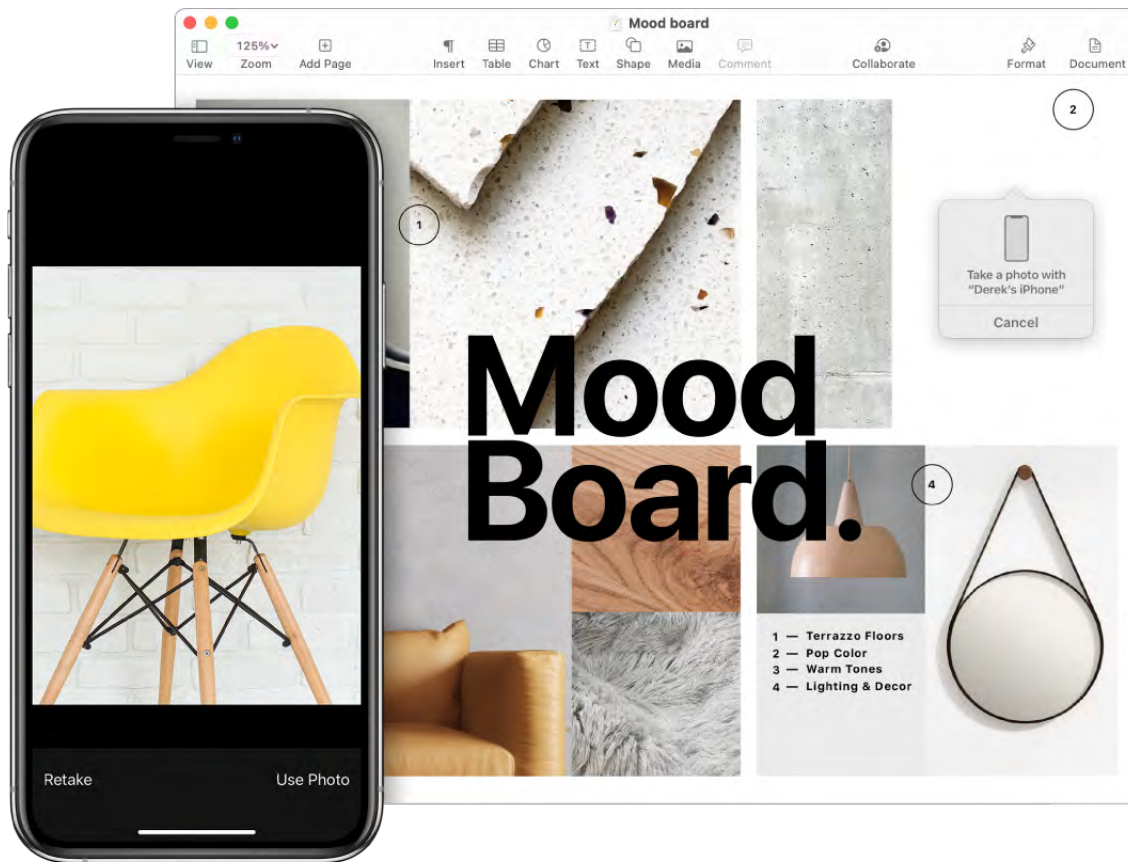 Mood board
125%
View
Zoom
Add Page
Insert
Table
Chart
Text
Shape
Media
Comment
Collaborate
Format
Document
1
2
Take a photo with
“Derek’s iPhone”
Cancel
Mood
Board.
4
1 — Terrazzo Floors
2 — Pop Color
3 — Warm Tones
4 — Lighting & Decor
Retake
Use Photo